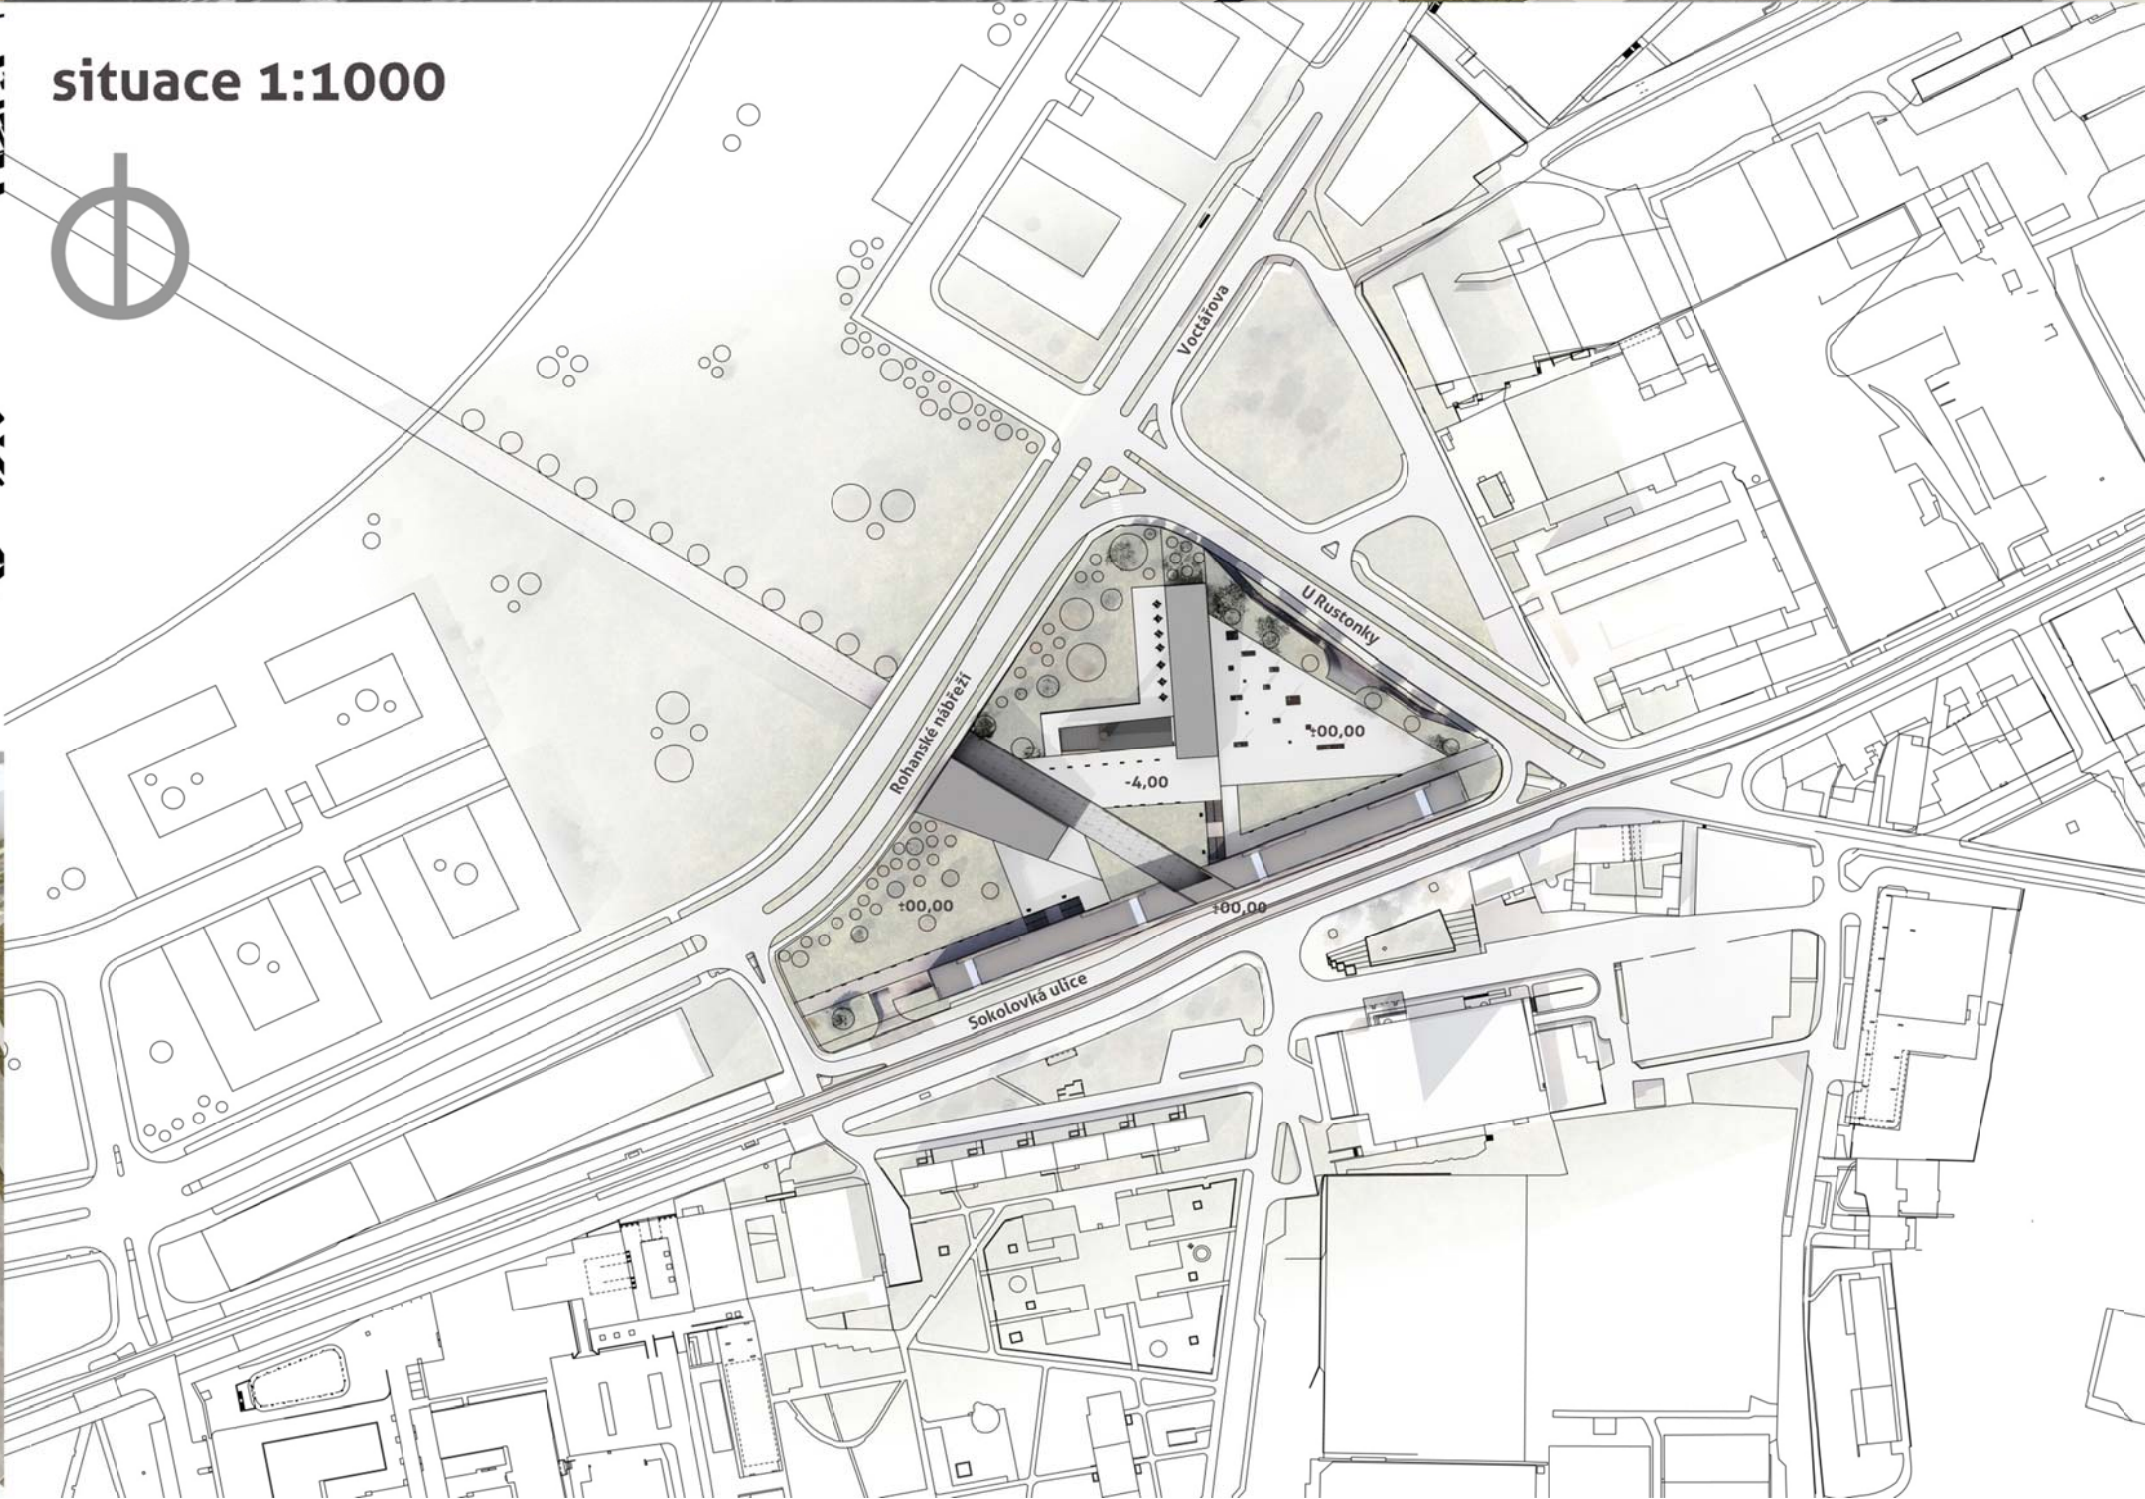 situace 1:1000
Voctářova
U Rustonky
Rohanské nábřeží
±00,00
-4,00
±00,00
±00,00
Sokolovká ulice